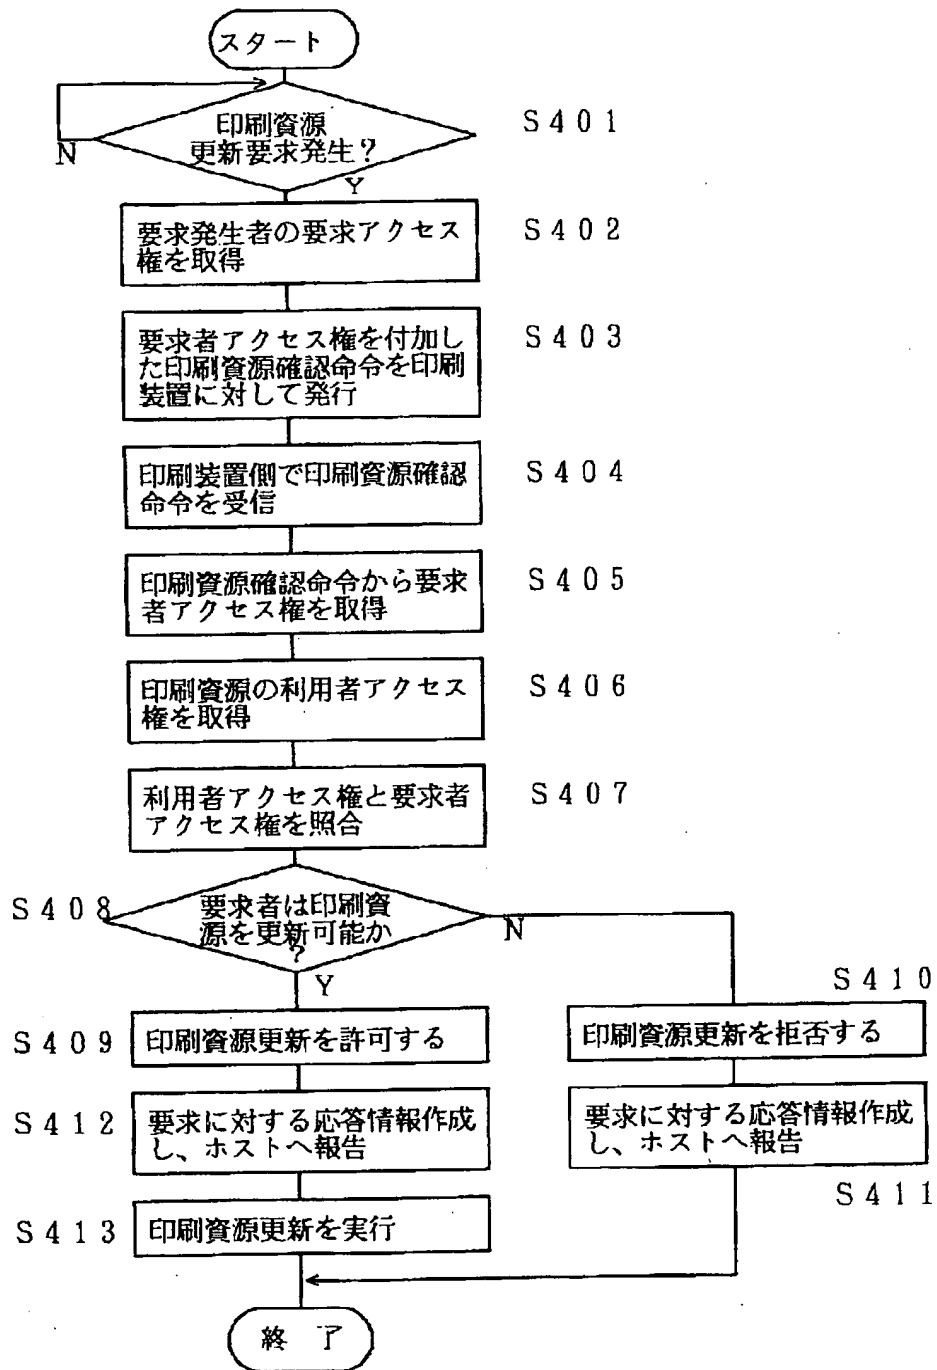 スタート
印刷資源
更新要求発生?
S401
N
Y
要求発生者の要求アクセス
権を取得
S402
要求者アクセス権を付加し
た印刷資源確認命令を印刷
装置に対して発行
S403
印刷装置側で印刷資源確認
命令を受信
S404
印刷資源確認命令から要求
者アクセス権を取得
S405
印刷資源の利用者アクセス
権を取得
S406
利用者アクセス権と要求者
アクセス権を照合
S407
S408
要求者は印刷資
源を更新可能か
?
N
Y
S410
S409
印刷資源更新を許可する
印刷資源更新を拒否する
S412
要求に対する応答情報作成
し、ホストへ報告
要求に対する応答情報作成
し、ホストへ報告
S411
S413
印刷資源更新を実行
終 了